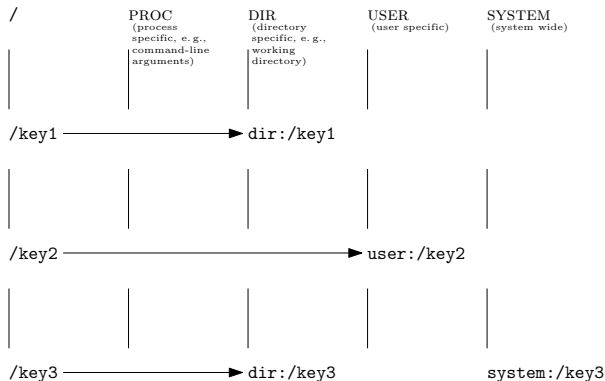 / PROC DIR USER SYSTEM
(process (directory (user specific) (system wide)
specific, e. g., specific, e. g.,
command-line working
arguments) directory)
/key1 dir:/key1
/key2 user:/key2
/key3 dir:/key3 system:/key3